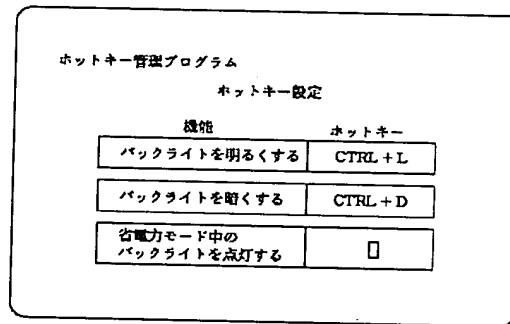 ホットキー管理プログラム
ホットキー設定
機能 ホットキー
バックライトを明るくする CTRL + L
バックライトを暗くする CTRL + D
省電力モード中の
バックライトを点灯する